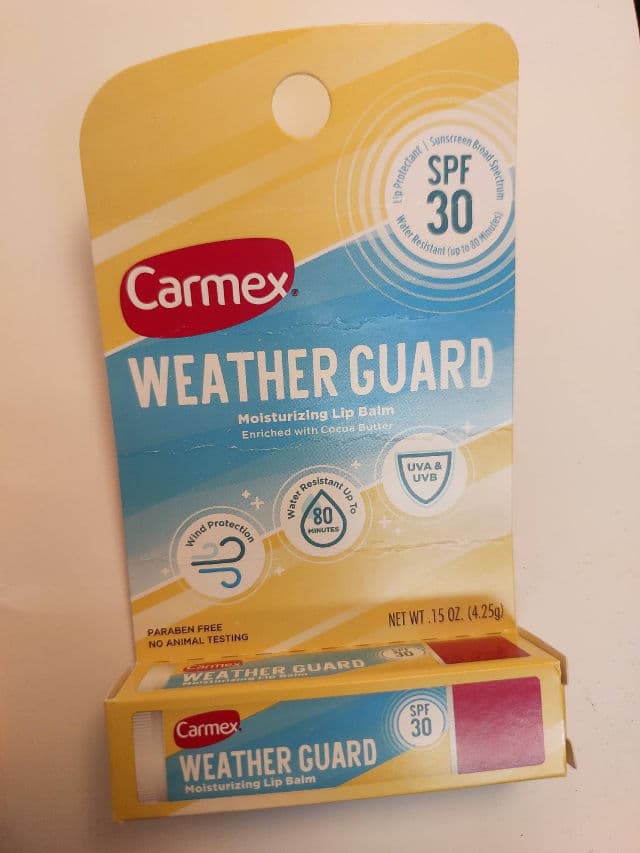 Lip Protectant | Sunscreen Broad Spectrum
SPF
30
Water Resistant (up to 80 Minutes)
Carmex®
WEATHER GUARD
Moisturizing Lip Balm
Enriched with Cocoa Butter
UVA &
UVB
Water Resistant Up To
80
MINUTES
Wind Protection
PARABEN FREE
NO ANIMAL TESTING
NET WT .15 OZ. (4.25g)
Carmex
WEATHER GUARD
Moisturizing Lip Balm
SPF
30
Carmex
SPF
30
WEATHER GUARD
Moisturizing Lip Balm